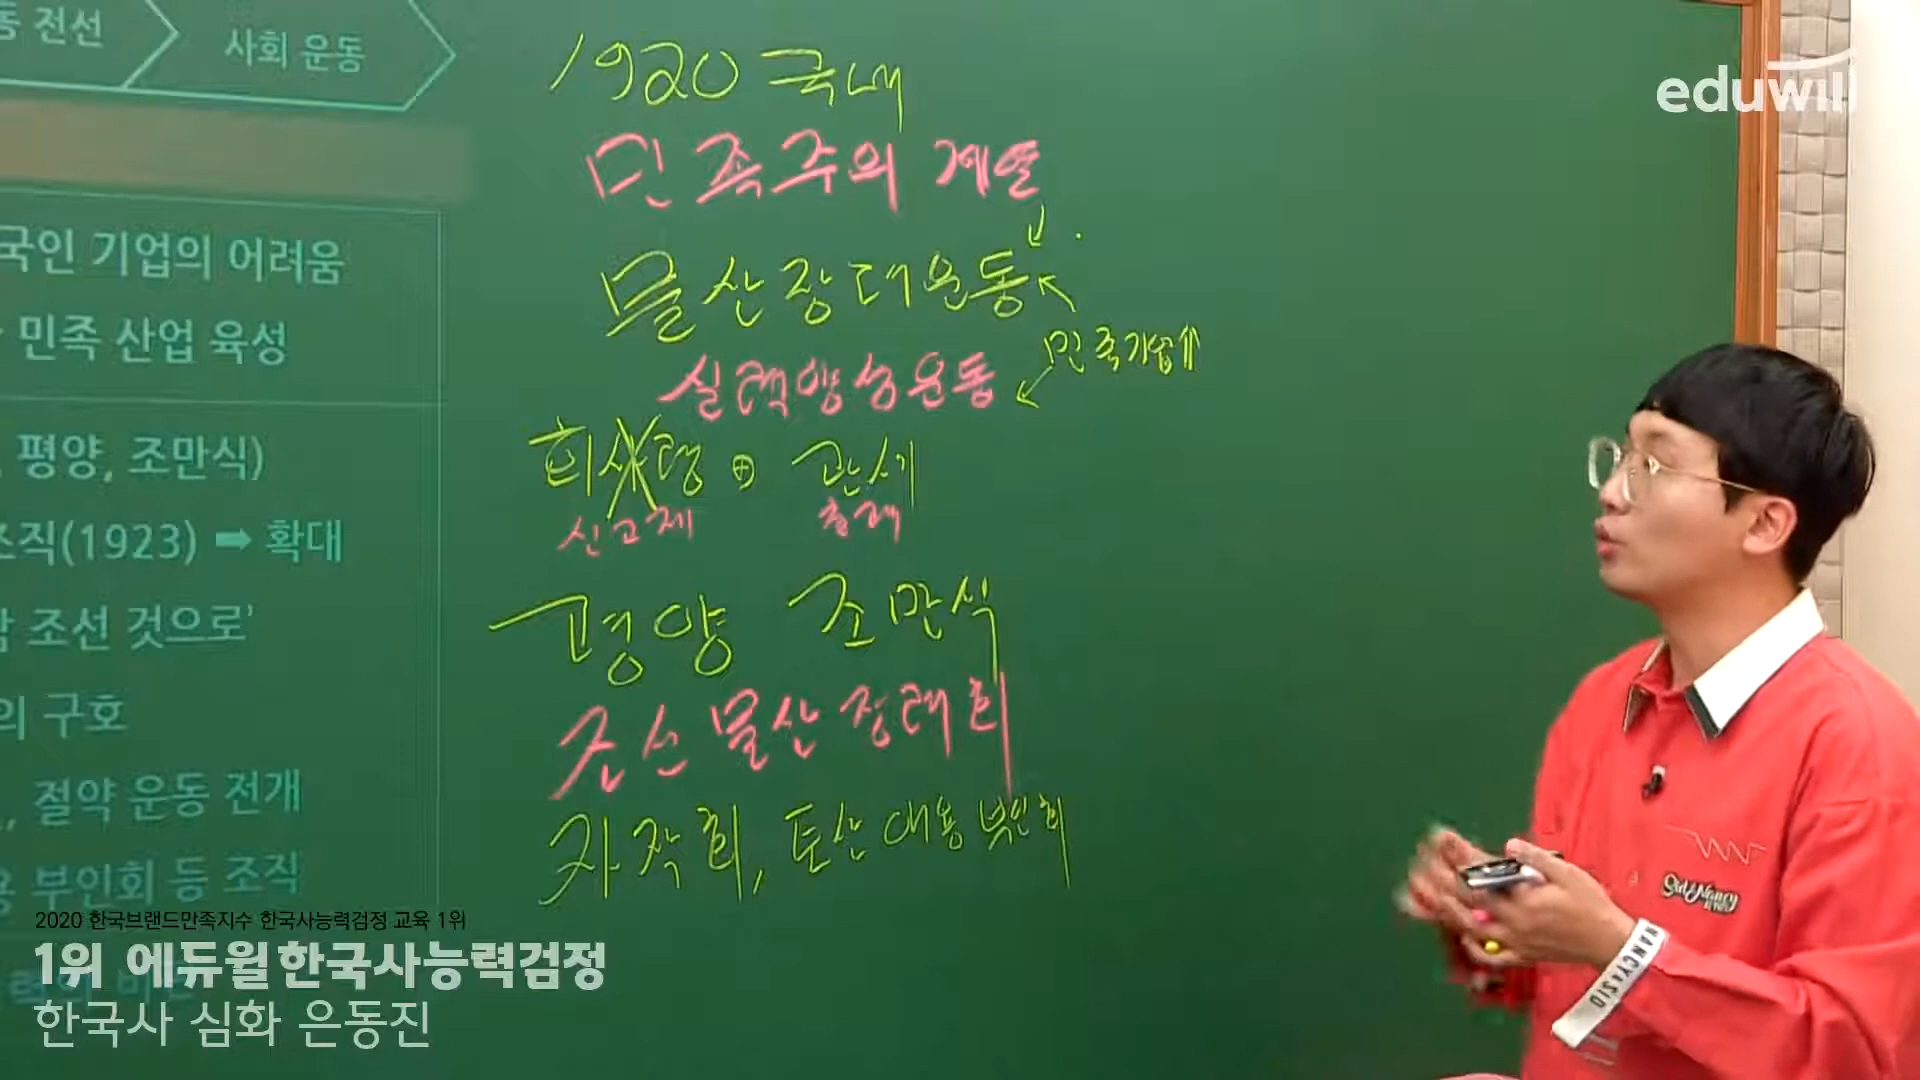 동 전선
사회 운동
국인 기업의 어려움
민족 산업 육성
평양, 조만식)
조직(1923) ➡ 확대
조선 것으로’
의 구호
, 절약 운동 전개
용 부인회 등 조직
1920 국내
민족주의 계열
물산장려운동
민족기업⇑
실력양성운동
회사령 ⊕ 관세
신고제 철폐
평양 조만식
조선물산장려회
자작회, 토산애용부인회
eduwill
2020 한국브랜드만족지수 한국사능력검정 교육 1위
1위 에듀윌 한국사능력검정
한국사 심화 은동진
NANCY&SID